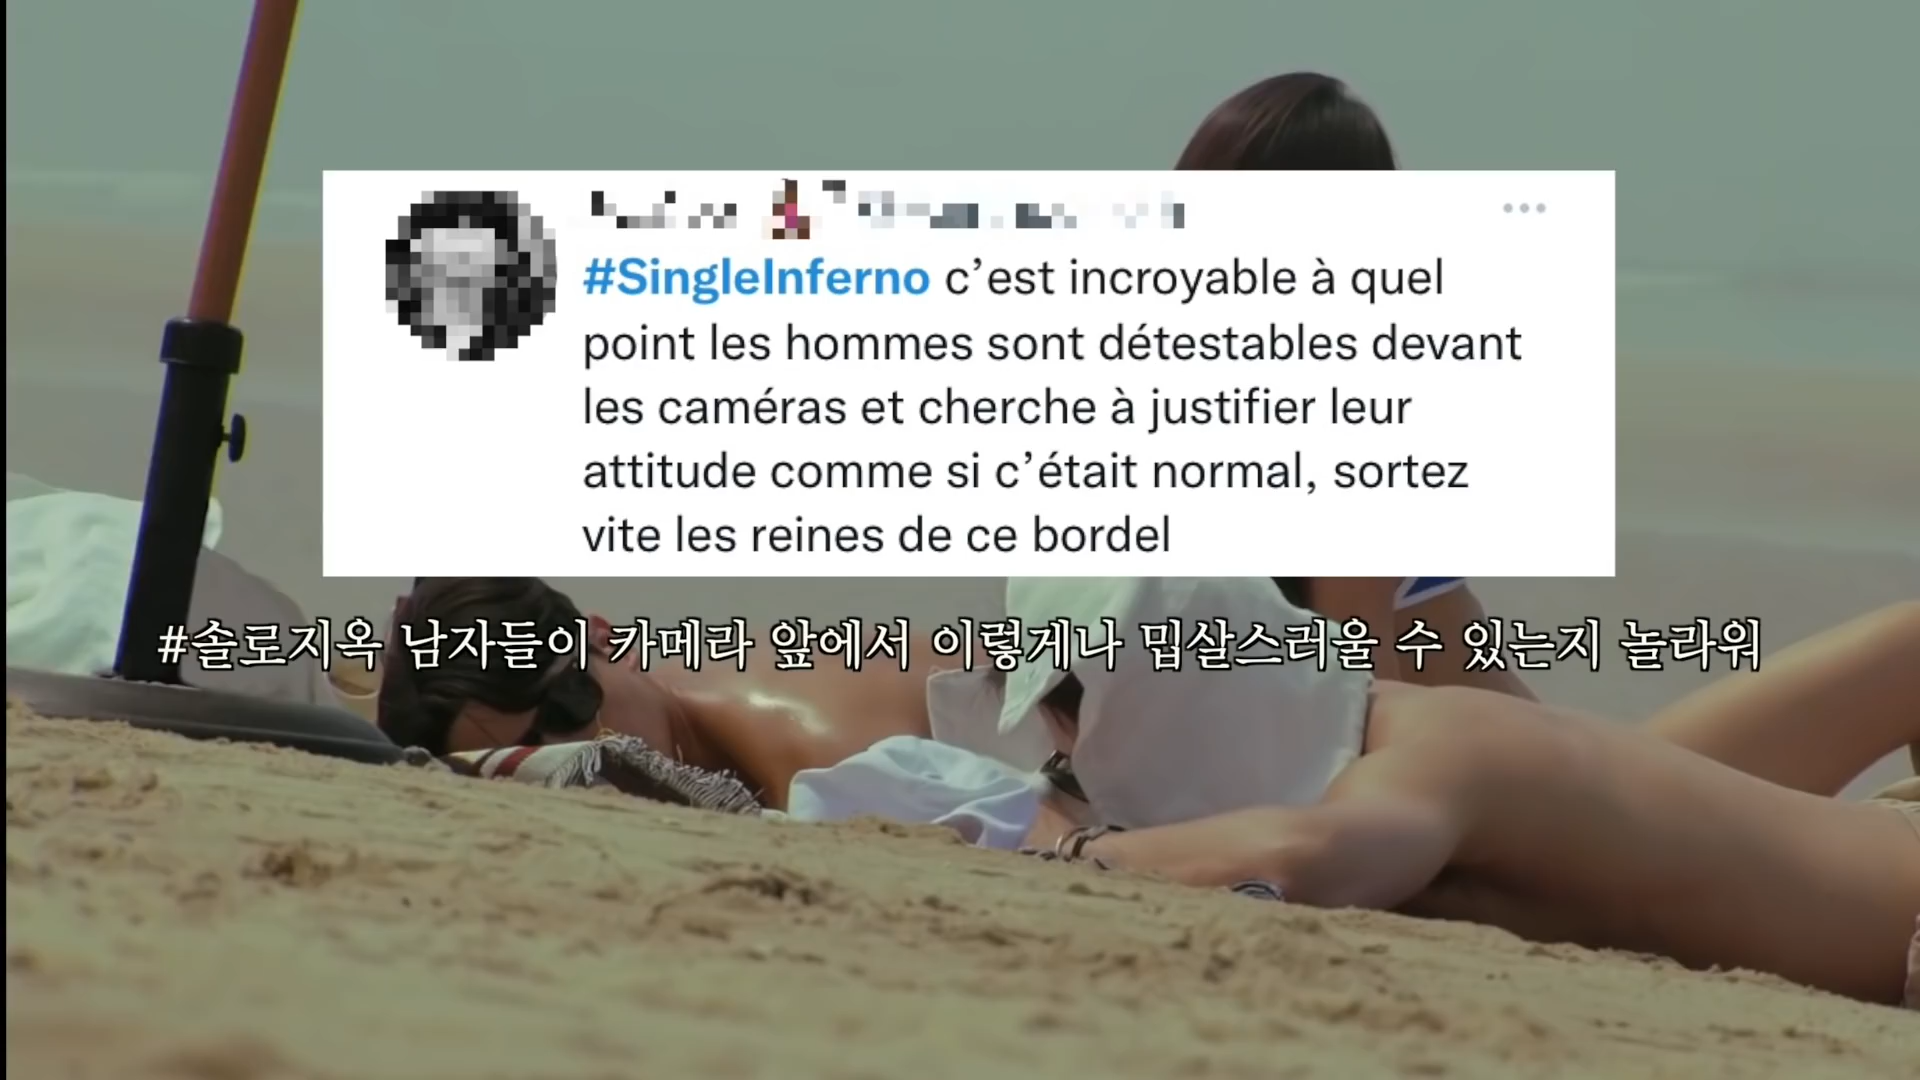 #SingleInferno c’est incroyable à quel
point les hommes sont détestables devant
les caméras et cherche à justifier leur
attitude comme si c’était normal, sortez
vite les reines de ce bordel
#솔로지옥 남자들이 카메라 앞에서 이렇게나 밉살스러울 수 있는지 놀라워